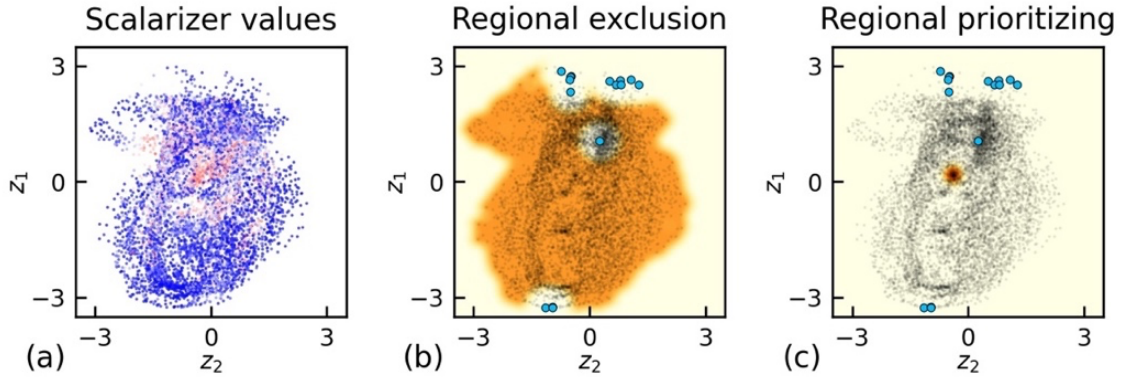 Scalarizer values
Regional exclusion
Regional prioritizing
3
0
−3
z1
−3
0
3
z2
(a)
3
0
−3
z1
−3
0
3
z2
(b)
3
0
−3
z1
−3
0
3
z2
(c)